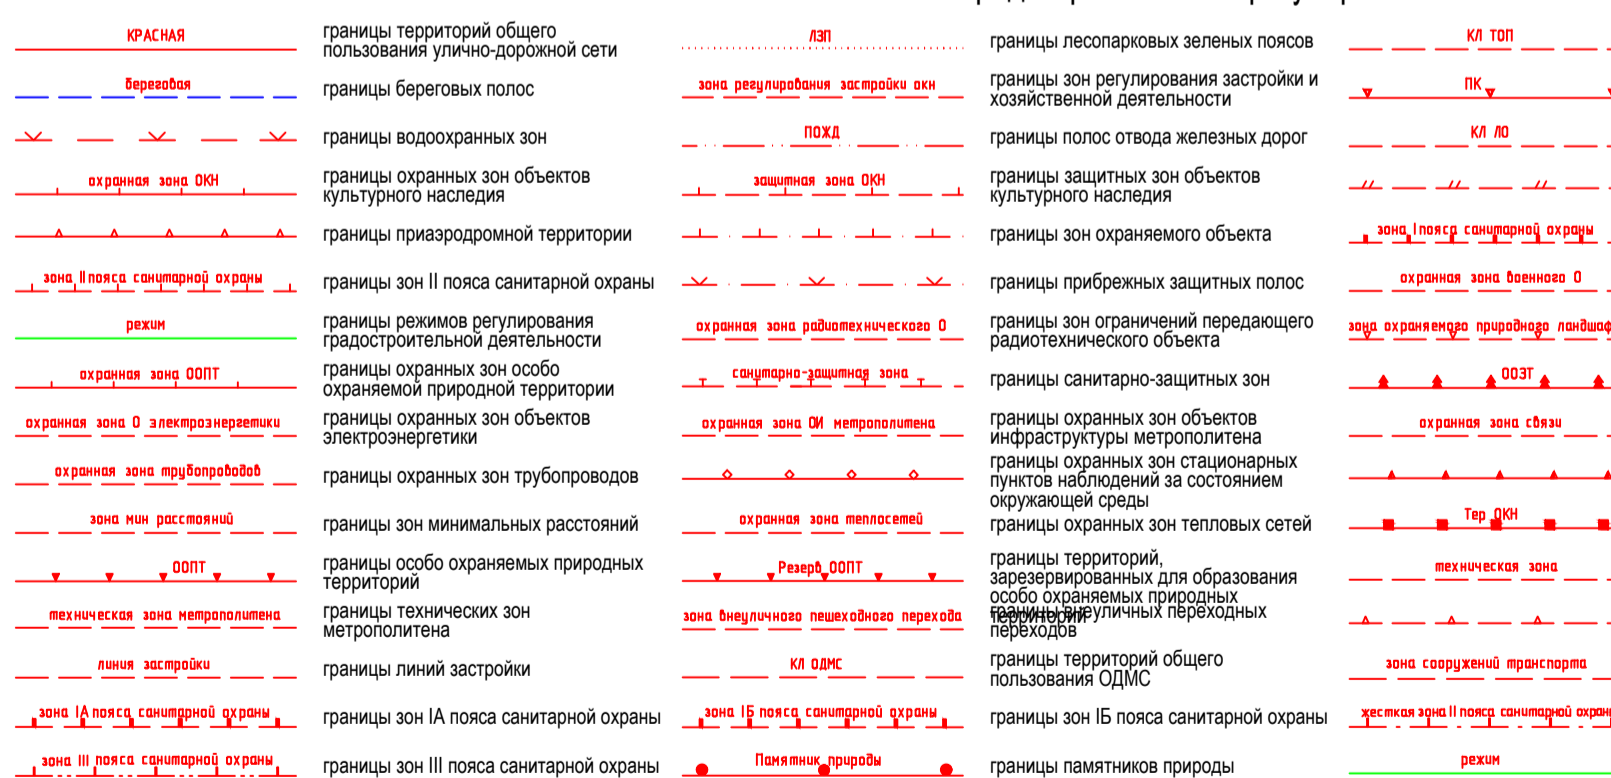 КРАСНАЯ
границы территорий общего
пользования улично-дорожной сети
ЛЗП
границы лесопарковых зеленых поясов
КЛ ТОП
береговая
границы береговых полос
зона регулирования застройки окн
границы зон регулирования застройки и
хозяйственной деятельности
ПК
границы водоохранных зон
ПОЖД
границы полос отвода железных дорог
КЛ ЛО
охранная зона ОКН
границы охранных зон объектов
культурного наследия
защитная зона ОКН
границы защитных зон объектов
культурного наследия
границы приаэродромной территории
границы зон охраняемого объекта
зона I пояса санитарной охраны
зона II пояса санитарной охраны
границы зон II пояса санитарной охраны
границы прибрежных защитных полос
охранная зона военного О
режим
границы режимов регулирования
градостроительной деятельности
охранная зона радиотехнического О
границы зон ограничений передающего
радиотехнического объекта
зона охраняемого природного ландшаф
охранная зона ООПТ
границы охранных зон особо
охраняемой природной территории
санитарно-защитная зона
границы санитарно-защитных зон
ООЗТ
охранная зона О электроэнергетики
границы охранных зон объектов
электроэнергетики
охранная зона ОИ метрополитена
границы охранных зон объектов
инфраструктуры метрополитена
охранная зона связи
охранная зона трубопроводов
границы охранных зон трубопроводов
границы охранных зон стационарных
пунктов наблюдений за состоянием
окружающей среды
зона мин расстояний
границы зон минимальных расстояний
охранная зона теплосетей
границы охранных зон тепловых сетей
Тер ОКН
ООПТ
границы особо охраняемых природных
территорий
Резерв ООПТ
границы территорий,
зарезервированных для образования
особо охраняемых природных
территорий
техническая зона
техническая зона метрополитена
границы технических зон
метрополитена
зона внеуличного пешеходного перехода
границы внеуличных переходных
переходов
линия застройки
границы линий застройки
КЛ ОДМС
границы территорий общего
пользования ОДМС
зона сооружений транспорта
зона IА пояса санитарной охраны
границы зон IА пояса санитарной охраны
зона IБ пояса санитарной охраны
границы зон IБ пояса санитарной охраны
жесткая зона II пояса санитарной охран
зона III пояса санитарной охраны
границы зон III пояса санитарной охраны
Памятник природы
границы памятников природы
режим